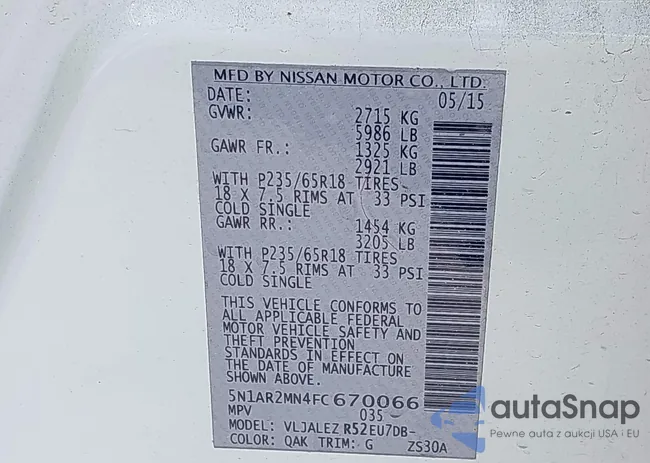 MFD BY NISSAN MOTOR CO., LTD.
DATE: 05/15
GVWR: 2715 KG
5986 LB
GAWR FR.: 1325 KG
2921 LB
WITH P235/65R18 TIRES
18 X 7.5 RIMS AT 33 PSI
COLD SINGLE
GAWR RR.: 1454 KG
3205 LB
WITH P235/65R18 TIRES
18 X 7.5 RIMS AT 33 PSI
COLD SINGLE
THIS VEHICLE CONFORMS TO
ALL APPLICABLE FEDERAL
MOTOR VEHICLE SAFETY AND
THEFT PREVENTION
STANDARDS IN EFFECT ON
THE DATE OF MANUFACTURE
SHOWN ABOVE.
5N1AR2MN4FC670066
MPV 035
MODEL: VLJALEZ R52EU7DB-
COLOR: QAK TRIM: G ZS30A
autaSnap
Pewne auta z aukcji USA i EU